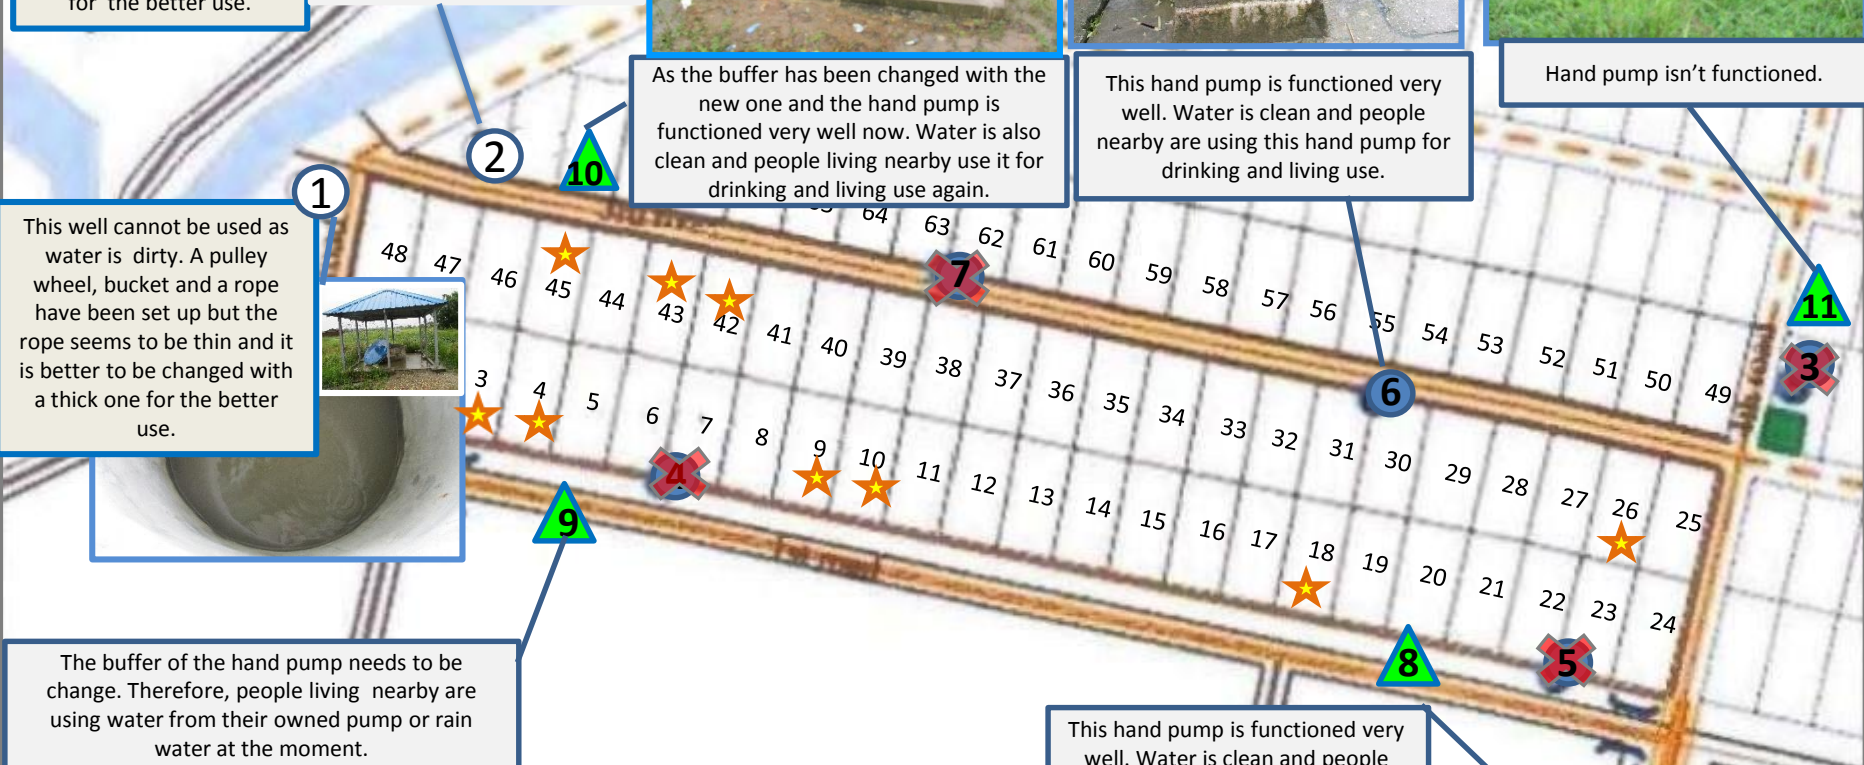 for the better use.
As the buffer has been changed with the
new one and the hand pump is
functioned very well now. Water is also
clean and people living nearby use it for
drinking and living use again.
This hand pump is functioned very
well. Water is clean and people
nearby are using this hand pump for
drinking and living use.
Hand pump isn't functioned.
2
10
1
This well cannot be used as
water is dirty. A pulley
wheel, bucket and a rope
have been set up but the
rope seems to be thin and it
is better to be changed with
a thick one for the better
use.
64 63 62 61 60 59 58 57 56 55 54 53 52 51 50 49
7
11
3
6
48 47 46 45 44 43 42 41 40 39 38 37 36 35 34 33 32 31 30 29 28 27 26 25
3 4 5 6 7 8 9 10 11 12 13 14 15 16 17 18 19 20 21 22 23 24
4
9
8
5
The buffer of the hand pump needs to be
change. Therefore, people living nearby are
using water from their owned pump or rain
water at the moment.
This hand pump is functioned very
well. Water is clean and people